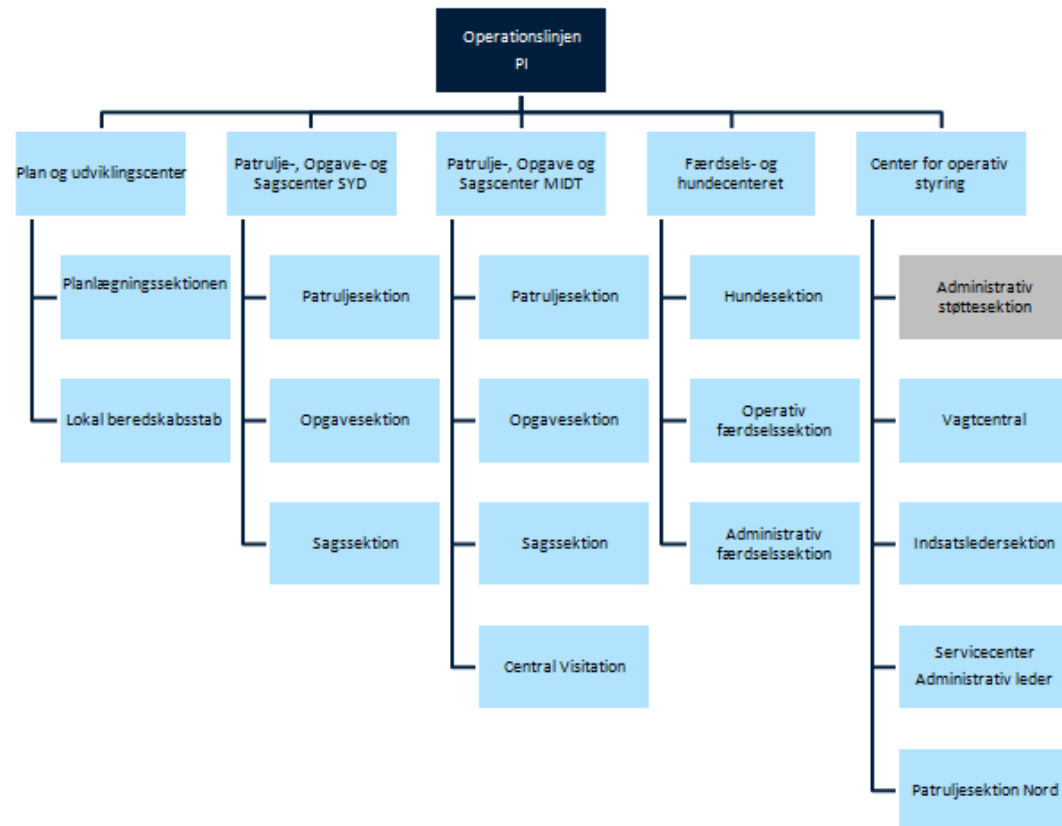 Operationslinjen
PI
Plan og udviklingscenter
Patrulje-, Opgave- og
Sagscenter SYD
Patrulje-, Opgave og
Sagscenter MIDT
Færdsels- og
hundecenteret
Center for operativ
styring
Planlægningssektionen
Patruljesektion
Patruljesektion
Hundesektion
Administrativ
støttesektion
Lokal beredskabsstab
Opgavesektion
Opgavesektion
Operativ
færdselssektion
Vagtcentral
Sagssektion
Sagssektion
Administrativ
færdselssektion
Indsatsledersektion
Central Visitation
Servicecenter
Administrativ leder
Patruljesektion Nord